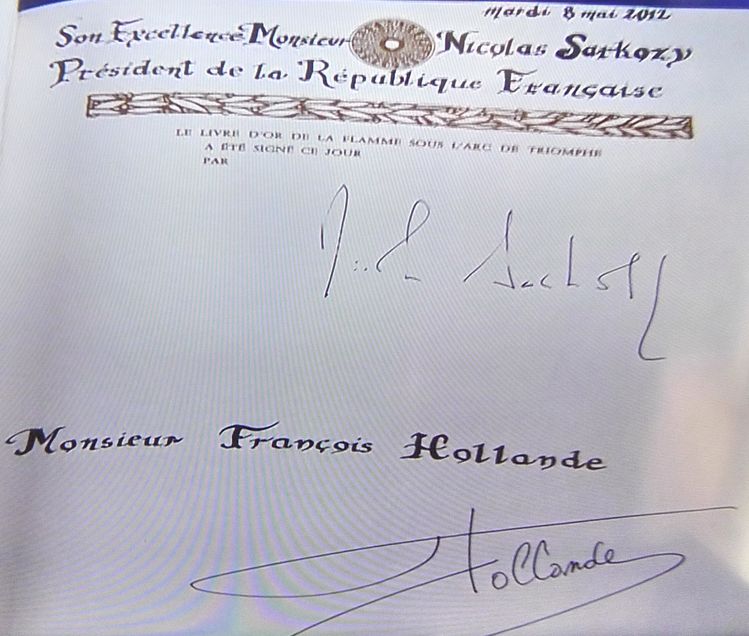 mardi 8 mai 2012
Son Excellence Monsieur Nicolas Sarkozy
Président de la République Française
LE LIVRE D'OR DE LA FLAMME SOUS L'ARC DE TRIOMPHE
A ÉTÉ SIGNÉ CE JOUR
PAR
Monsieur François Hollande
Hollande